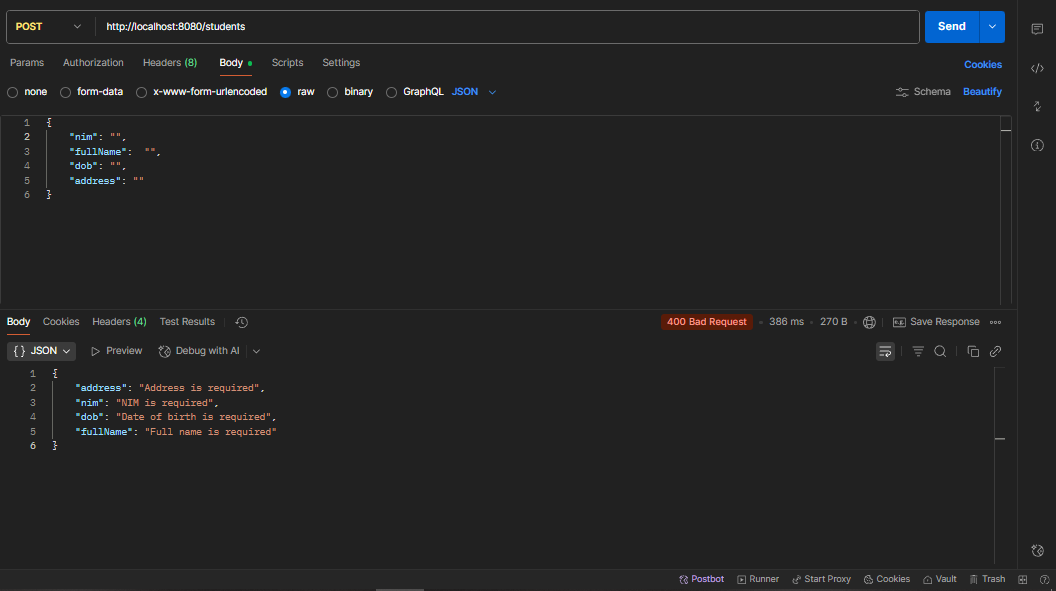 POST http://localhost:8080/students Send
Params Authorization Headers (8) Body Scripts Settings Cookies
none form-data x-www-form-urlencoded raw binary GraphQL JSON Schema Beautify
1 {
2 "nim": "",
3 "fullName": "",
4 "dob": "",
5 "address": ""
6 }
Body Cookies Headers (4) Test Results 400 Bad Request 386 ms 270 B e.g. Save Response
{} JSON Preview Debug with AI
1 {
2 "address": "Address is required",
3 "nim": "NIM is required",
4 "dob": "Date of birth is required",
5 "fullName": "Full name is required"
6 }
Postbot Runner Start Proxy Cookies Vault Trash